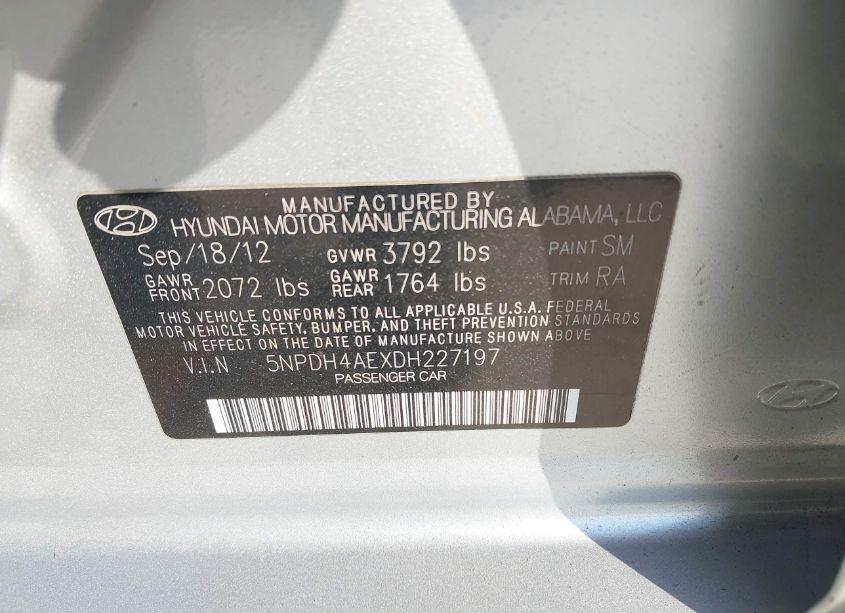 MANUFACTURED BY
HYUNDAI MOTOR MANUFACTURING ALABAMA, LLC
Sep/18/12 GVWR 3792 lbs PAINT SM
GAWR FRONT 2072 lbs GAWR REAR 1764 lbs TRIM RA
THIS VEHICLE CONFORMS TO ALL APPLICABLE U.S.A. FEDERAL
MOTOR VEHICLE SAFETY, BUMPER, AND THEFT PREVENTION STANDARDS
IN EFFECT ON THE DATE OF MANUFACTURE SHOWN ABOVE
V.I.N 5NPDH4AEXDH227197
PASSENGER CAR